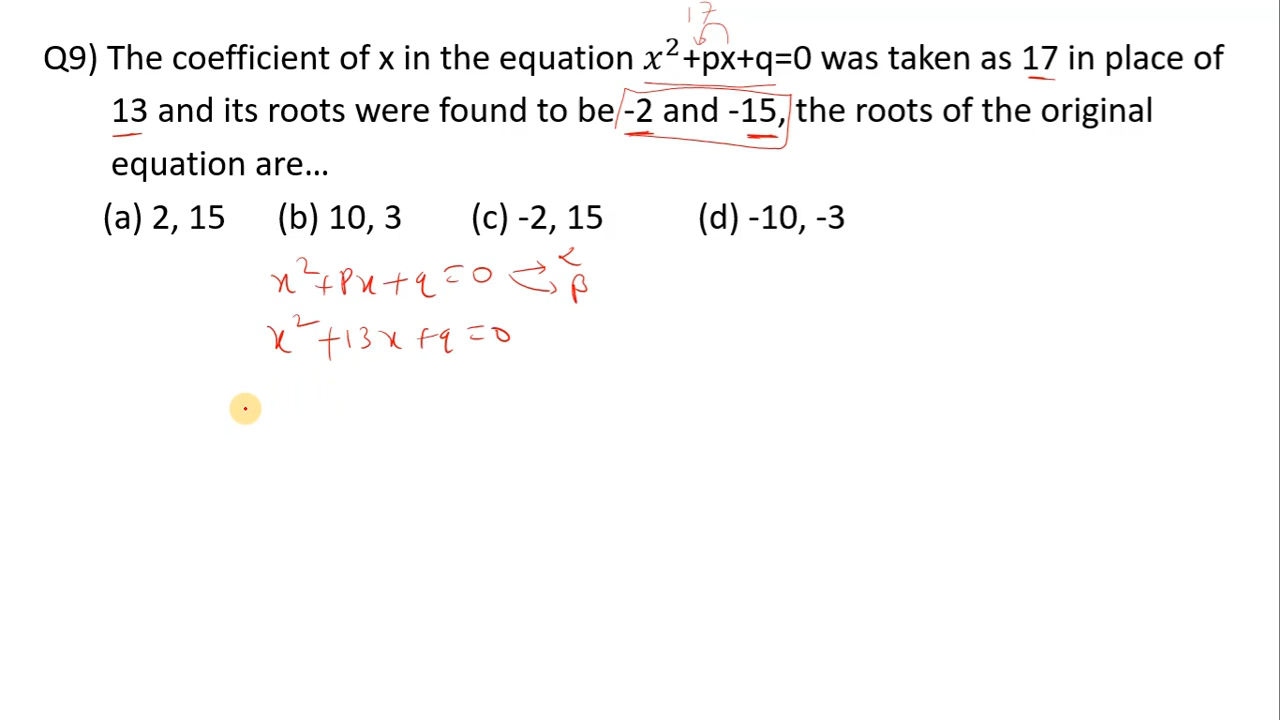 17
Q9) The coefficient of x in the equation x²+px+q=0 was taken as 17 in place of
13 and its roots were found to be -2 and -15, the roots of the original
equation are...
(a) 2, 15 (b) 10, 3 (c) -2, 15 (d) -10, -3
x²+px+q=0 α
β
x²+13x+q=0